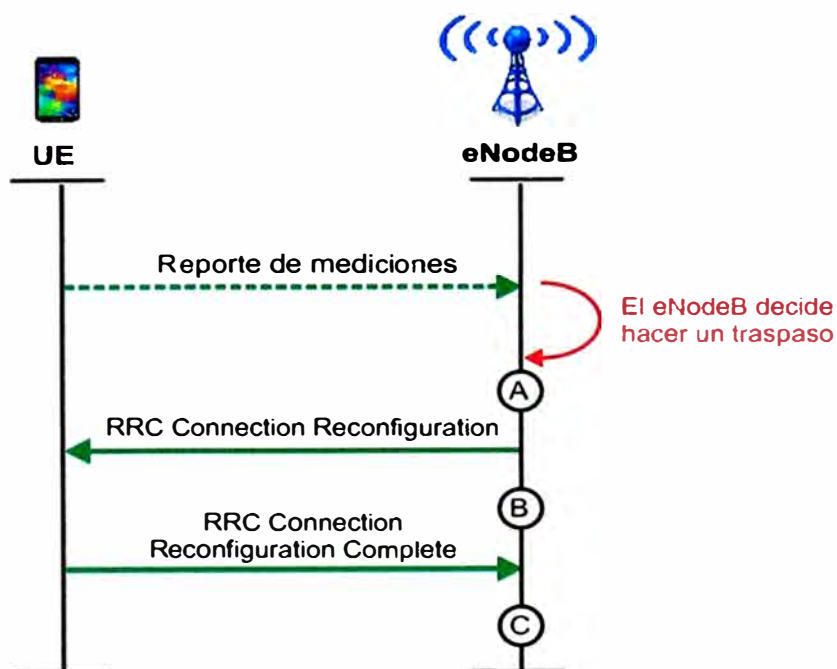 UE
eNodeB
Reporte de mediciones
El eNodeB decide
hacer un traspaso
A
RRC Connection Reconfiguration
B
RRC Connection
Reconfiguration Complete
C